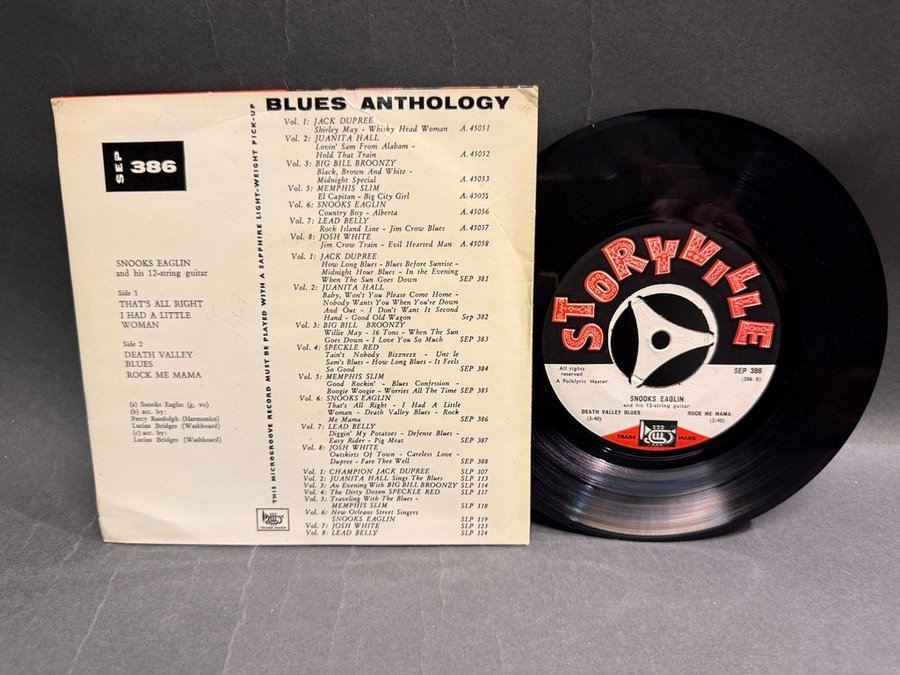 SEP 386
SNOOKS EAGLIN
and his 12-string guitar
Side 1
THAT'S ALL RIGHT
I HAD A LITTLE
WOMAN
Side 2
DEATH VALLEY
BLUES
ROCK ME MAMA
(a) Snooks Eaglin (g, vo)
(b) acc. by:
Percy Randolph (Harmonica)
Lucius Bridges (Washboard)
(c) acc. by:
Lucius Bridges (Washboard)
THIS MICROGROOVE RECORD MUST BE PLAYED WITH A SAPPHIRE LIGHT-WEIGHT PICK-UP
BLUES ANTHOLOGY
Vol. 1: JACK DUPREE
Shirley May - Whisky Head Woman A. 45051
Vol. 2: JUANITA HALL
Lovin' Sam From Alabam -
Hold That Train A. 45052
Vol. 3: BIG BILL BROONZY
Black, Brown And White -
Midnight Special A. 45053
Vol. 5: MEMPHIS SLIM
El Capitan - Big City Girl A. 45055
Vol. 6: SNOOKS EAGLIN
Country Boy - Alberta A. 45056
Vol. 7: LEAD BELLY
Rock Island Line - Jim Crow Blues A. 45057
Vol. 8: JOSH WHITE
Jim Crow Train - Evil Hearted Man A. 45058
Vol. 1: JACK DUPREE
How Long Blues - Blues Before Sunrise -
Midnight Hour Blues - In the Evening
When The Sun Goes Down SEP 381
Vol. 2: JUANITA HALL
Baby, Won't You Please Come Home -
Nobody Wants You When You're Down
And Out - I Don't Want It Second
Hand - Good Old Wagon Sep 382
Vol. 3: BIG BILL BROONZY
Willie May - 16 Tons - When The Sun
Goes Down - I Love You So Much SEP 383
Vol. 4: SPECKLE RED
Tain't Nobody Bizznezz - Uncle
Sam's Blues - How Long Blues - It Feels
So Good SEP 384
Vol. 5: MEMPHIS SLIM
Good Rockin' - Blues Confession -
Boogie Woogie - Worries All The Time SEP 385
Vol. 6: SNOOKS EAGLIN
That's All Right - I Had A Little
Woman - Death Valley Blues - Rock
Me Mama SEP 386
Vol. 7: LEAD BELLY
Diggin' My Potatoes - Defense Blues -
Easy Rider - Pig Meat SEP 387
Vol. 8: JOSH WHITE
Outskirts Of Town - Careless Love -
Dupree - Fare Thee Well SEP 388
Vol. 1: CHAMPION JACK DUPREE SLP 107
Vol. 2: JUANITA HALL Sings The Blues SLP 113
Vol. 3: An Evening With BIG BILL BROONZY SLP 114
Vol. 4: The Dirty Dozen SPECKLE RED SLP 117
Vol. 5: Traveling With The Blues -
MEMPHIS SLIM SLP 118
Vol. 6: New Orleans Street Singers
SNOOKS EAGLIN SLP 119
Vol. 7: JOSH WHITE SLP 123
Vol. 8: LEAD BELLY SLP 124
TRADE MARK
STORYVILLE
All rights
reserved
A Folklyric Master
SEP 386
(386 B)
SNOOKS EAGLIN
and his 12-string guitar
DEATH VALLEY BLUES ROCK ME MAMA
(3:40) (2:40)
TRADE MARK